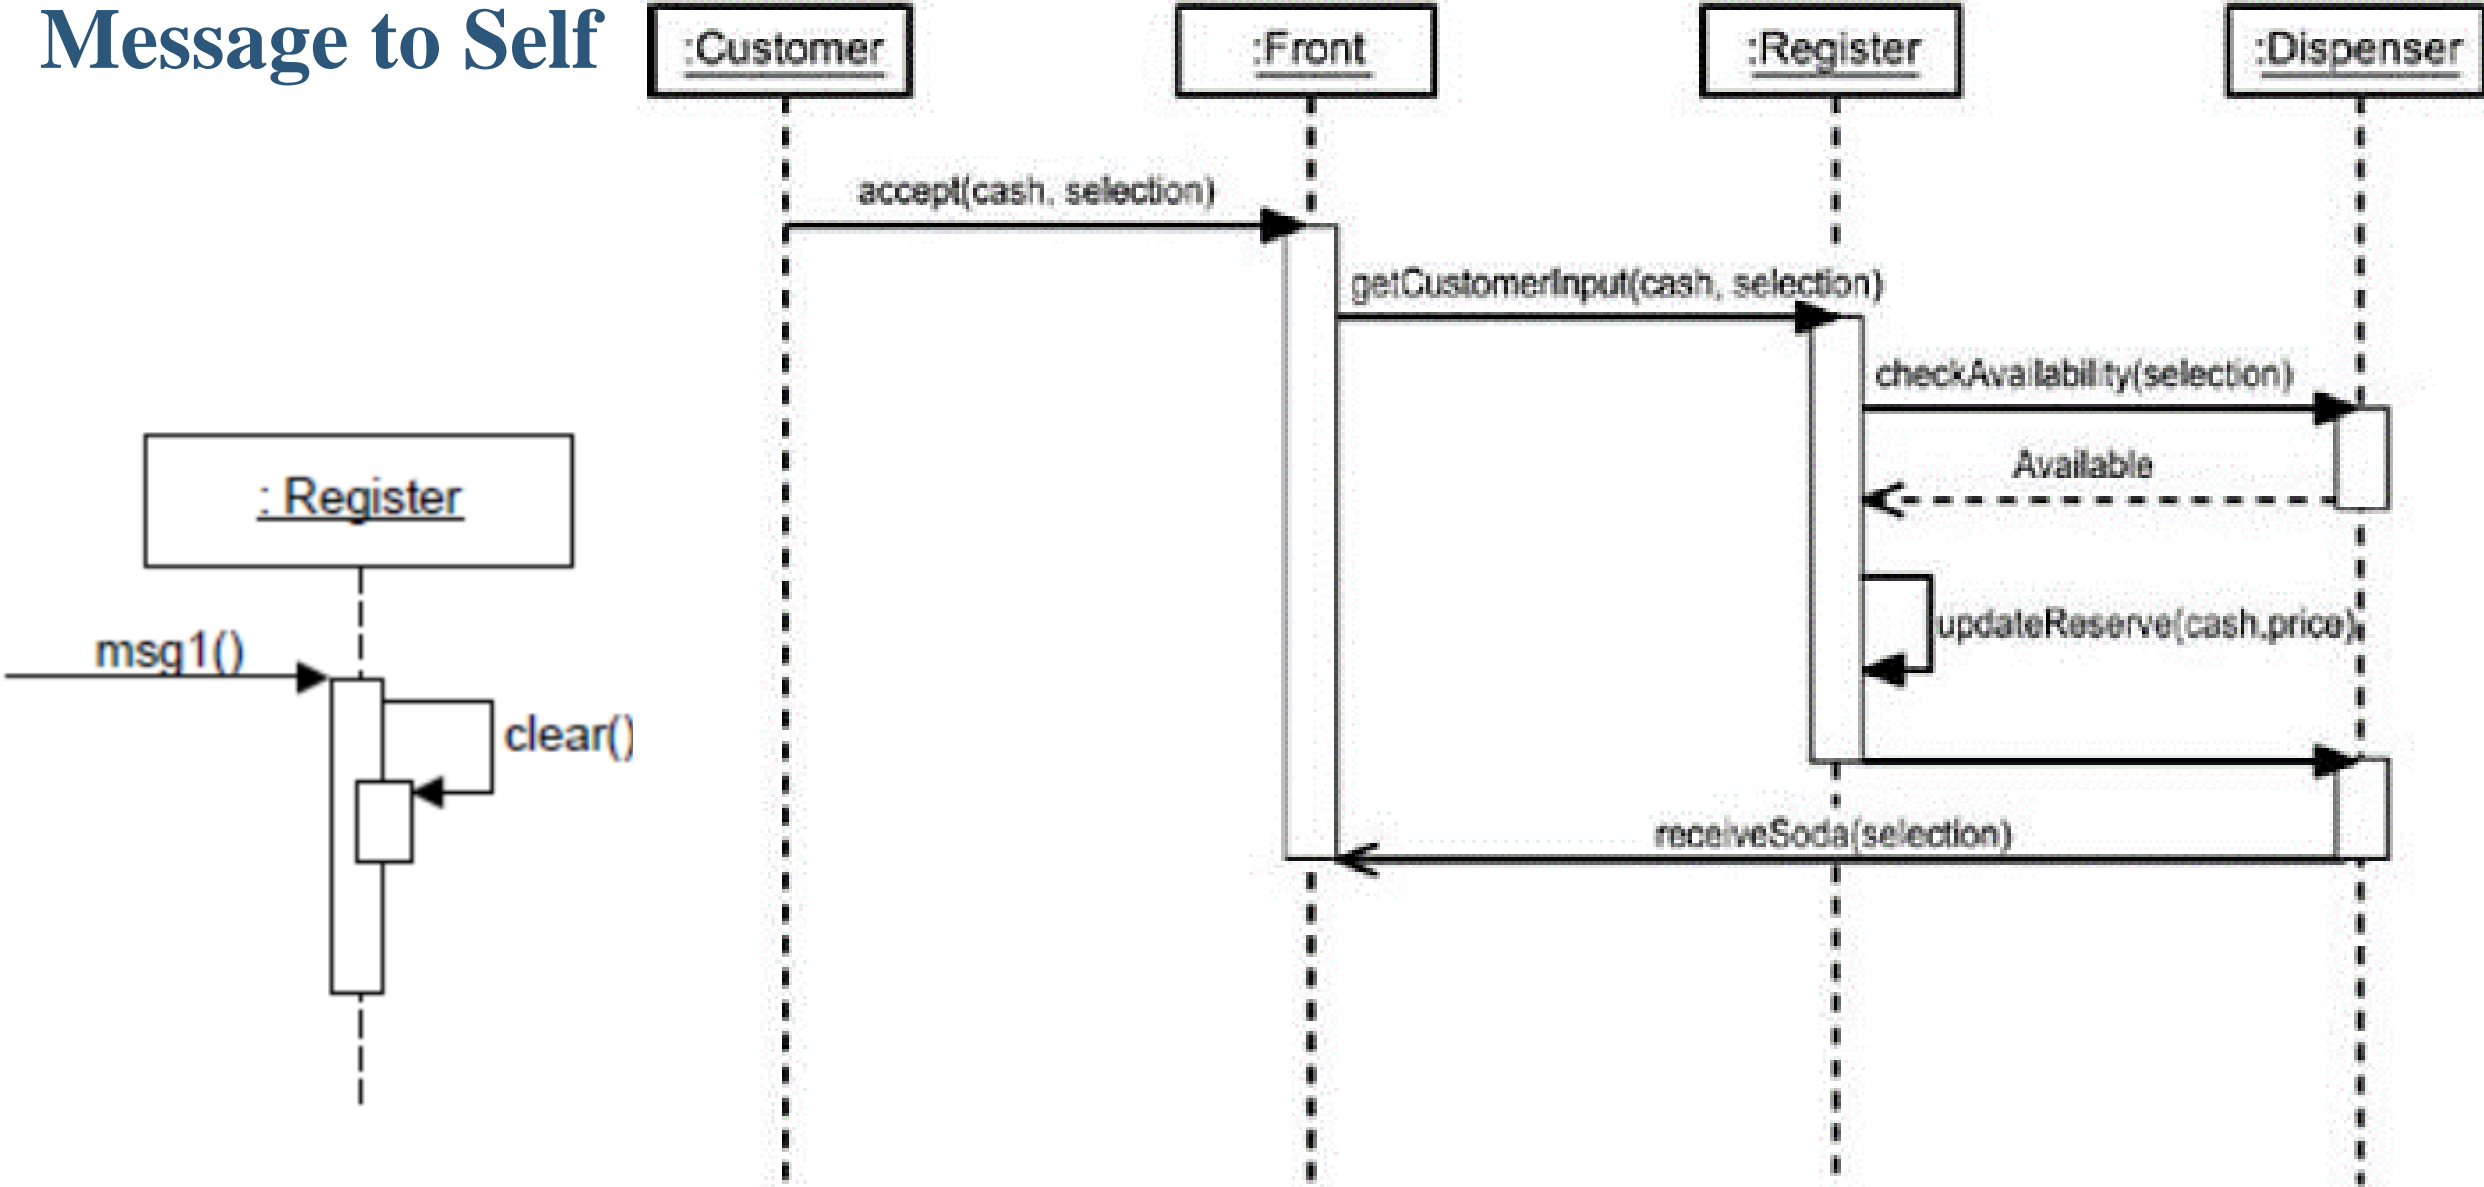 Message to Self
:Customer
:Front
:Register
:Dispenser
accept(cash, selection)
getCustomerInput(cash, selection)
checkAvailability(selection)
Available
updateReserve(cash,price)
receiveSoda(selection)
: Register
msg1()
clear()